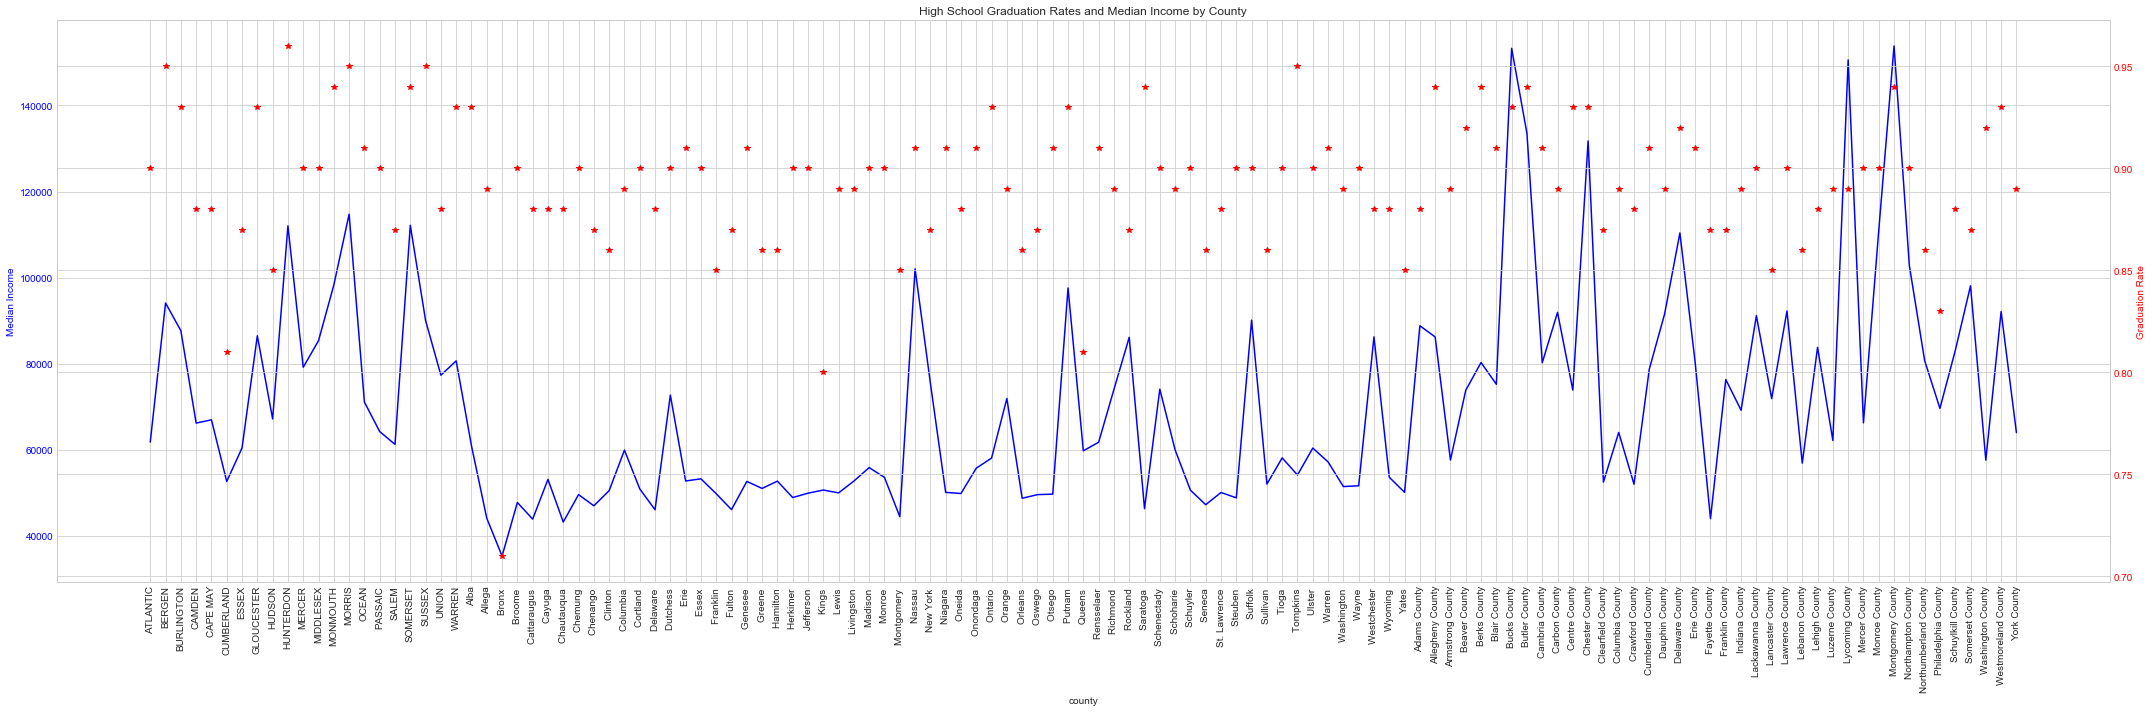 High School Graduation Rates and Median Income by County
Median Income
140000
120000
100000
80000
60000
40000
0.95
0.90
0.85
0.80
0.75
0.70
Graduation Rate
ATLANTIC
BERGEN
BURLINGTON
CAMDEN
CAPE MAY
CUMBERLAND
ESSEX
GLOUCESTER
HUDSON
HUNTERDON
MERCER
MIDDLESEX
MONMOUTH
MORRIS
OCEAN
PASSAIC
SALEM
SOMERSET
SUSSEX
UNION
WARREN
Alba
Allega
Bronx
Broome
Cattaraugus
Cayuga
Chautauqua
Chemung
Chenango
Clinton
Columbia
Cortland
Delaware
Dutchess
Erie
Essex
Franklin
Fulton
Genesee
Greene
Hamilton
Herkimer
Jefferson
Kings
Lewis
Livingston
Madison
Monroe
Montgomery
Nassau
New York
Niagara
Oneida
Onondaga
Ontario
Orange
Orleans
Oswego
Otsego
Putnam
Queens
Rensselaer
Richmond
Rockland
Saratoga
Schenectady
Schoharie
Schuyler
Seneca
St. Lawrence
Steuben
Suffolk
Sullivan
Tioga
Tompkins
Ulster
Warren
Washington
Wayne
Westchester
Wyoming
Yates
Adams County
Allegheny County
Armstrong County
Beaver County
Berks County
Blair County
Bucks County
Butler County
Cambria County
Carbon County
Centre County
Chester County
Clearfield County
Columbia County
Crawford County
Cumberland County
Dauphin County
Delaware County
Erie County
Fayette County
Franklin County
Indiana County
Lackawanna County
Lancaster County
Lawrence County
Lebanon County
Lehigh County
Luzerne County
Lycoming County
Mercer County
Monroe County
Montgomery County
Northampton County
Northumberland County
Philadelphia County
Schuylkill County
Somerset County
Washington County
Westmoreland County
York County
county